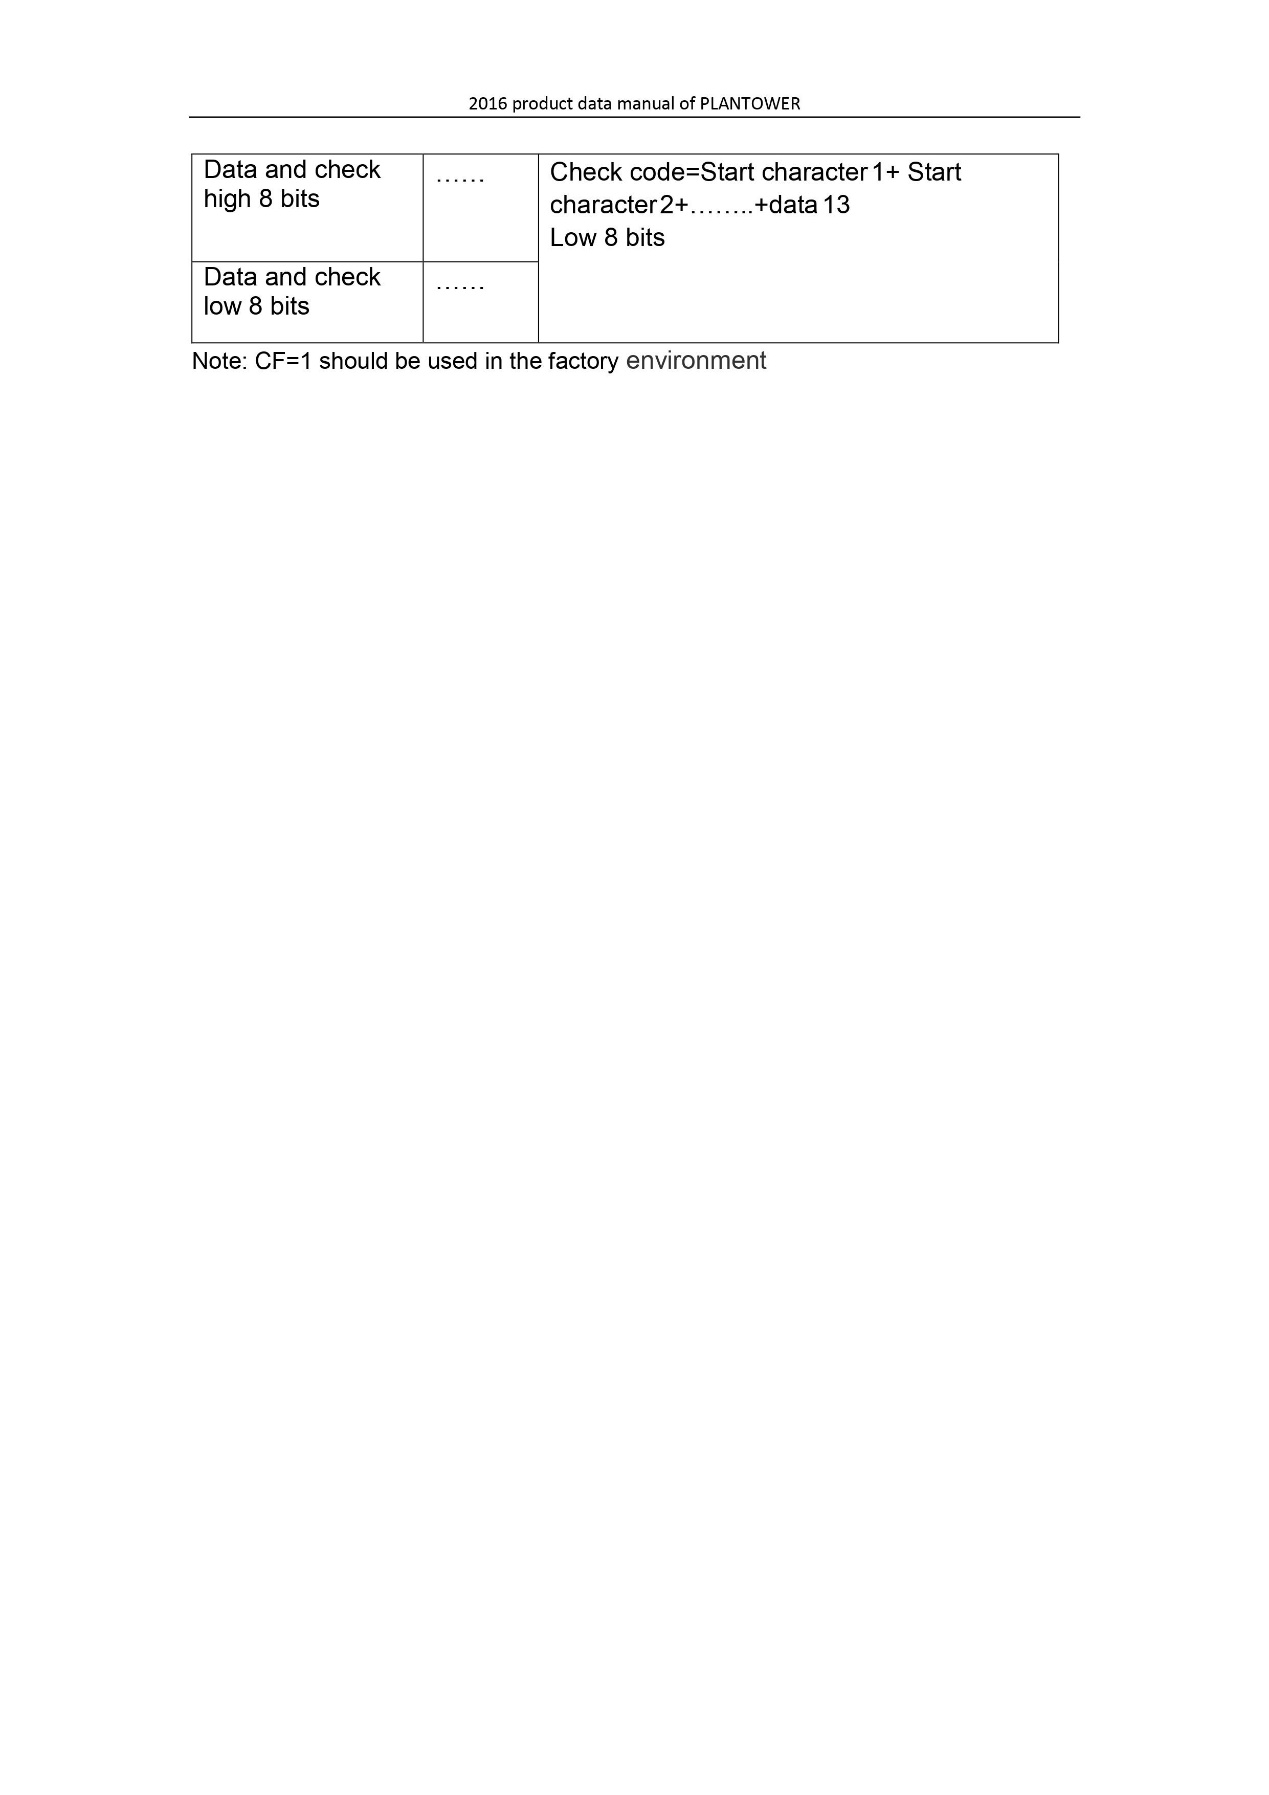 2016 product data manual of PLANTOWER
Data and check
high 8 bits
……
Check code=Start character 1+ Start
character 2+……..+data 13
Low 8 bits
Data and check
low 8 bits
……
Note: CF=1 should be used in the factory environment